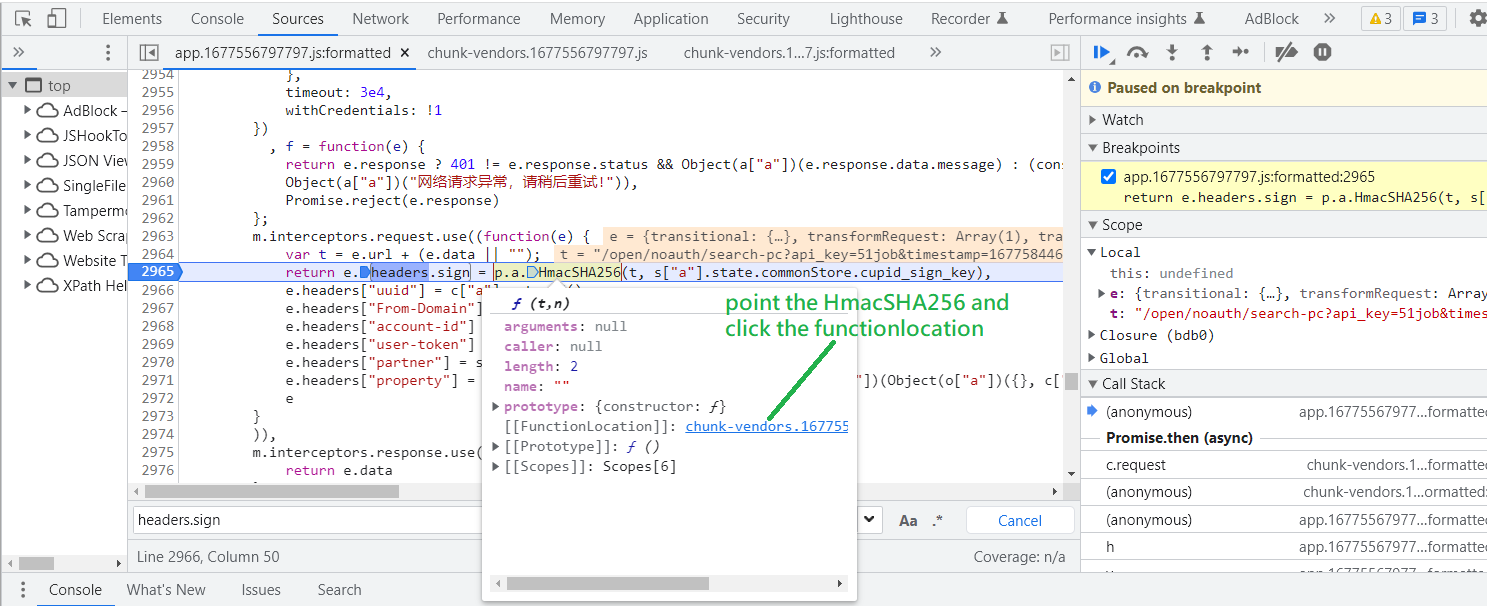 Elements Console Sources Network Performance Memory Application Security Lighthouse Recorder Performance insights AdBlock » 3 3
» app.1677556797797.js:formatted × chunk-vendors.1677556797797.js chunk-vendors.1...7.js:formatted »
top
AdBlock –
JSHookTo
JSON View
SingleFile
Tamperm
Web Scrap
Website T
XPath Hel
2954 },
2955 timeout: 3e4,
2956 withCredentials: !1
2957 })
2958 , f = function(e) {
2959 return e.response ? 401 != e.response.status && Object(a["a"])(e.response.data.message) : (con
2960 Object(a["a"])("网络请求异常，请稍后重试!")),
2961 Promise.reject(e.response)
2962 };
2963 m.interceptors.request.use((function(e) { e = {transitional: {…}, transformRequest: Array(1), tra
2964 var t = e.url + (e.data || ""); t = "/open/noauth/search-pc?api_key=51job&timestamp=167758446
2965 return e.headers.sign = p.a.HmacSHA256(t, s["a"].state.commonStore.cupid_sign_key),
2966 e.headers["uuid"] = c["a"]
2967 e.headers["From-Domain"]
2968 e.headers["account-id"]
2969 e.headers["user-token"]
2970 e.headers["partner"] = s
2971 e.headers["property"] = "])(Object(o["a"])({}, c[
2972 e
2973 }
2974 )),
2975 m.interceptors.response.use(
2976 return e.data
ƒ (t,n)
arguments: null
caller: null
length: 2
name: ""
prototype: {constructor: ƒ}
[[FunctionLocation]]: chunk-vendors.167755
[[Prototype]]: ƒ ()
[[Scopes]]: Scopes[6]
point the HmacSHA256 and
click the functionlocation
headers.sign Aa .* Cancel
Line 2966, Column 50 Coverage: n/a
Paused on breakpoint
Watch
Breakpoints
app.1677556797797.js:formatted:2965
return e.headers.sign = p.a.HmacSHA256(t, s[
Scope
Local
this: undefined
e: {transitional: {…}, transformRequest: Array
t: "/open/noauth/search-pc?api_key=51job&times
Closure (bdb0)
Global
Call Stack
(anonymous) app.16775567977...formatte
Promise.then (async)
c.request chunk-vendors.1...formatte
(anonymous) chunk-vendors.1...ormatted:
(anonymous) app.16775567977...formatte
h app.16775567977...formatte
Console What's New Issues Search